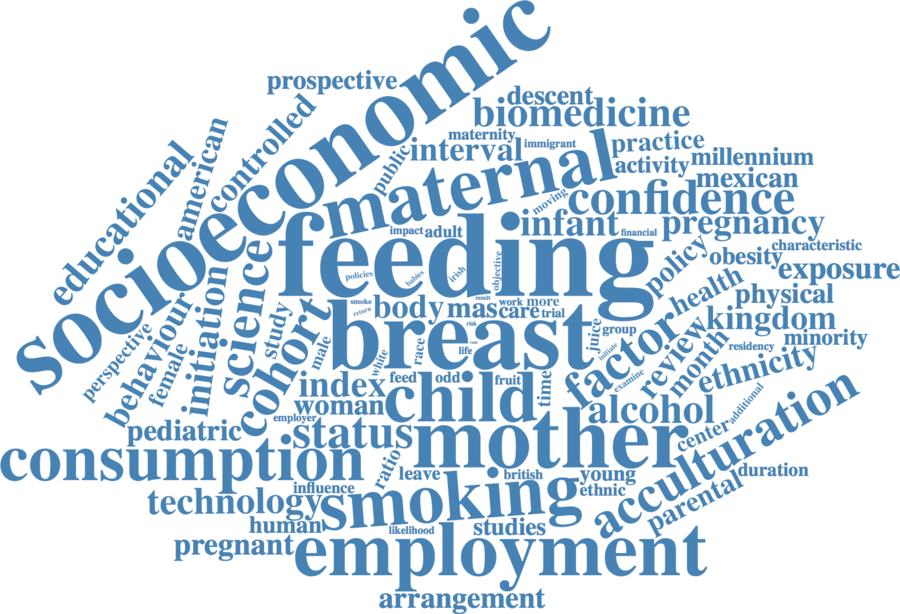 socioeconomic
prospective
descent
biomedicine
controlled
american
educational
public
maternity
interval
immigrant
maternal
practice
activity
millennium
mexican
moving
confidence
impact
adult
infant
financial
pregnancy
feeding
science
initiation
behaviour
perspective
female
study
cohort
male
policies
babies
irish
objective
policy
obesity
characteristic
exposure
health
physical
body
mass
care
result
work
more
trial
smoke
return
breast
risk
life
race
white
juice
group
factor
initiate
examine
review
month
kingdom
residency
minority
ethnicity
additional
index
feed
odd
fruit
time
woman
employer
child
alcohol
center
pediatric
status
mother
acculturation
consumption
ratio
leave
british
young
ethnic
parental
duration
influence
technology
smoking
human
likelihood
studies
pregnant
employment
arrangement